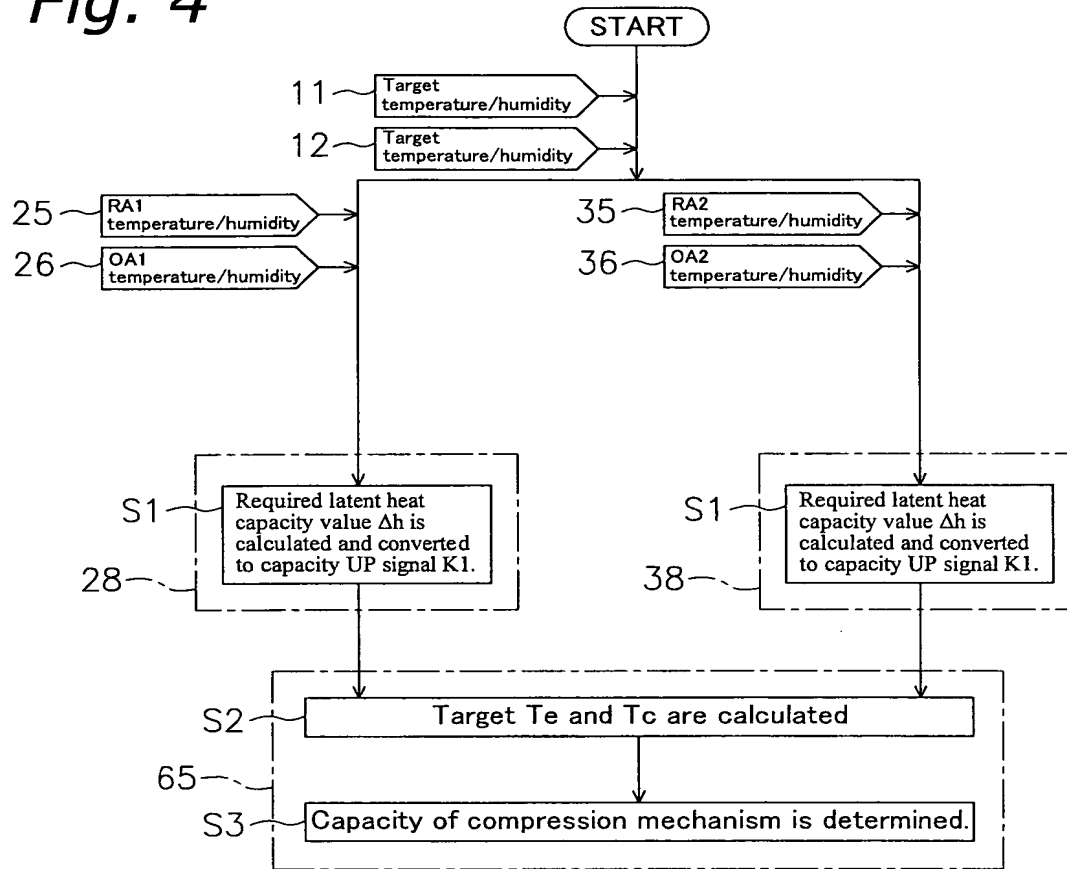 Fig. 4
START
11
Target
temperature/humidity
12
Target
temperature/humidity
25
RA1
temperature/humidity
35
RA2
temperature/humidity
26
OA1
temperature/humidity
36
OA2
temperature/humidity
S1
Required latent heat
capacity value Δh is
calculated and converted
to capacity UP signal K1.
28
S1
Required latent heat
capacity value Δh is
calculated and converted
to capacity UP signal K1.
38
S2
Target Te and Tc are calculated
65
S3
Capacity of compression mechanism is determined.